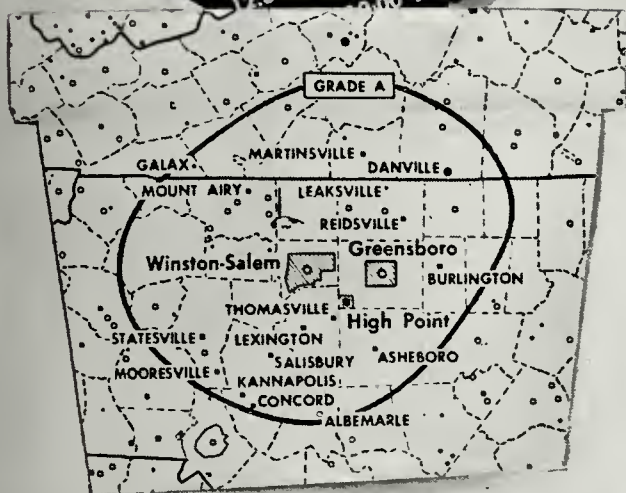 GRADE A
MARTINSVILLE
GALAX
DANVILLE
MOUNT AIRY
LEAKSVILLE
REIDSVILLE
Greensboro
Winston-Salem
BURLINGTON
THOMASVILLE
High Point
STATESVILLE
LEXINGTON
SALISBURY
ASHEBORO
MOORESVILLE
KANNAPOLIS
CONCORD
ALBEMARLE